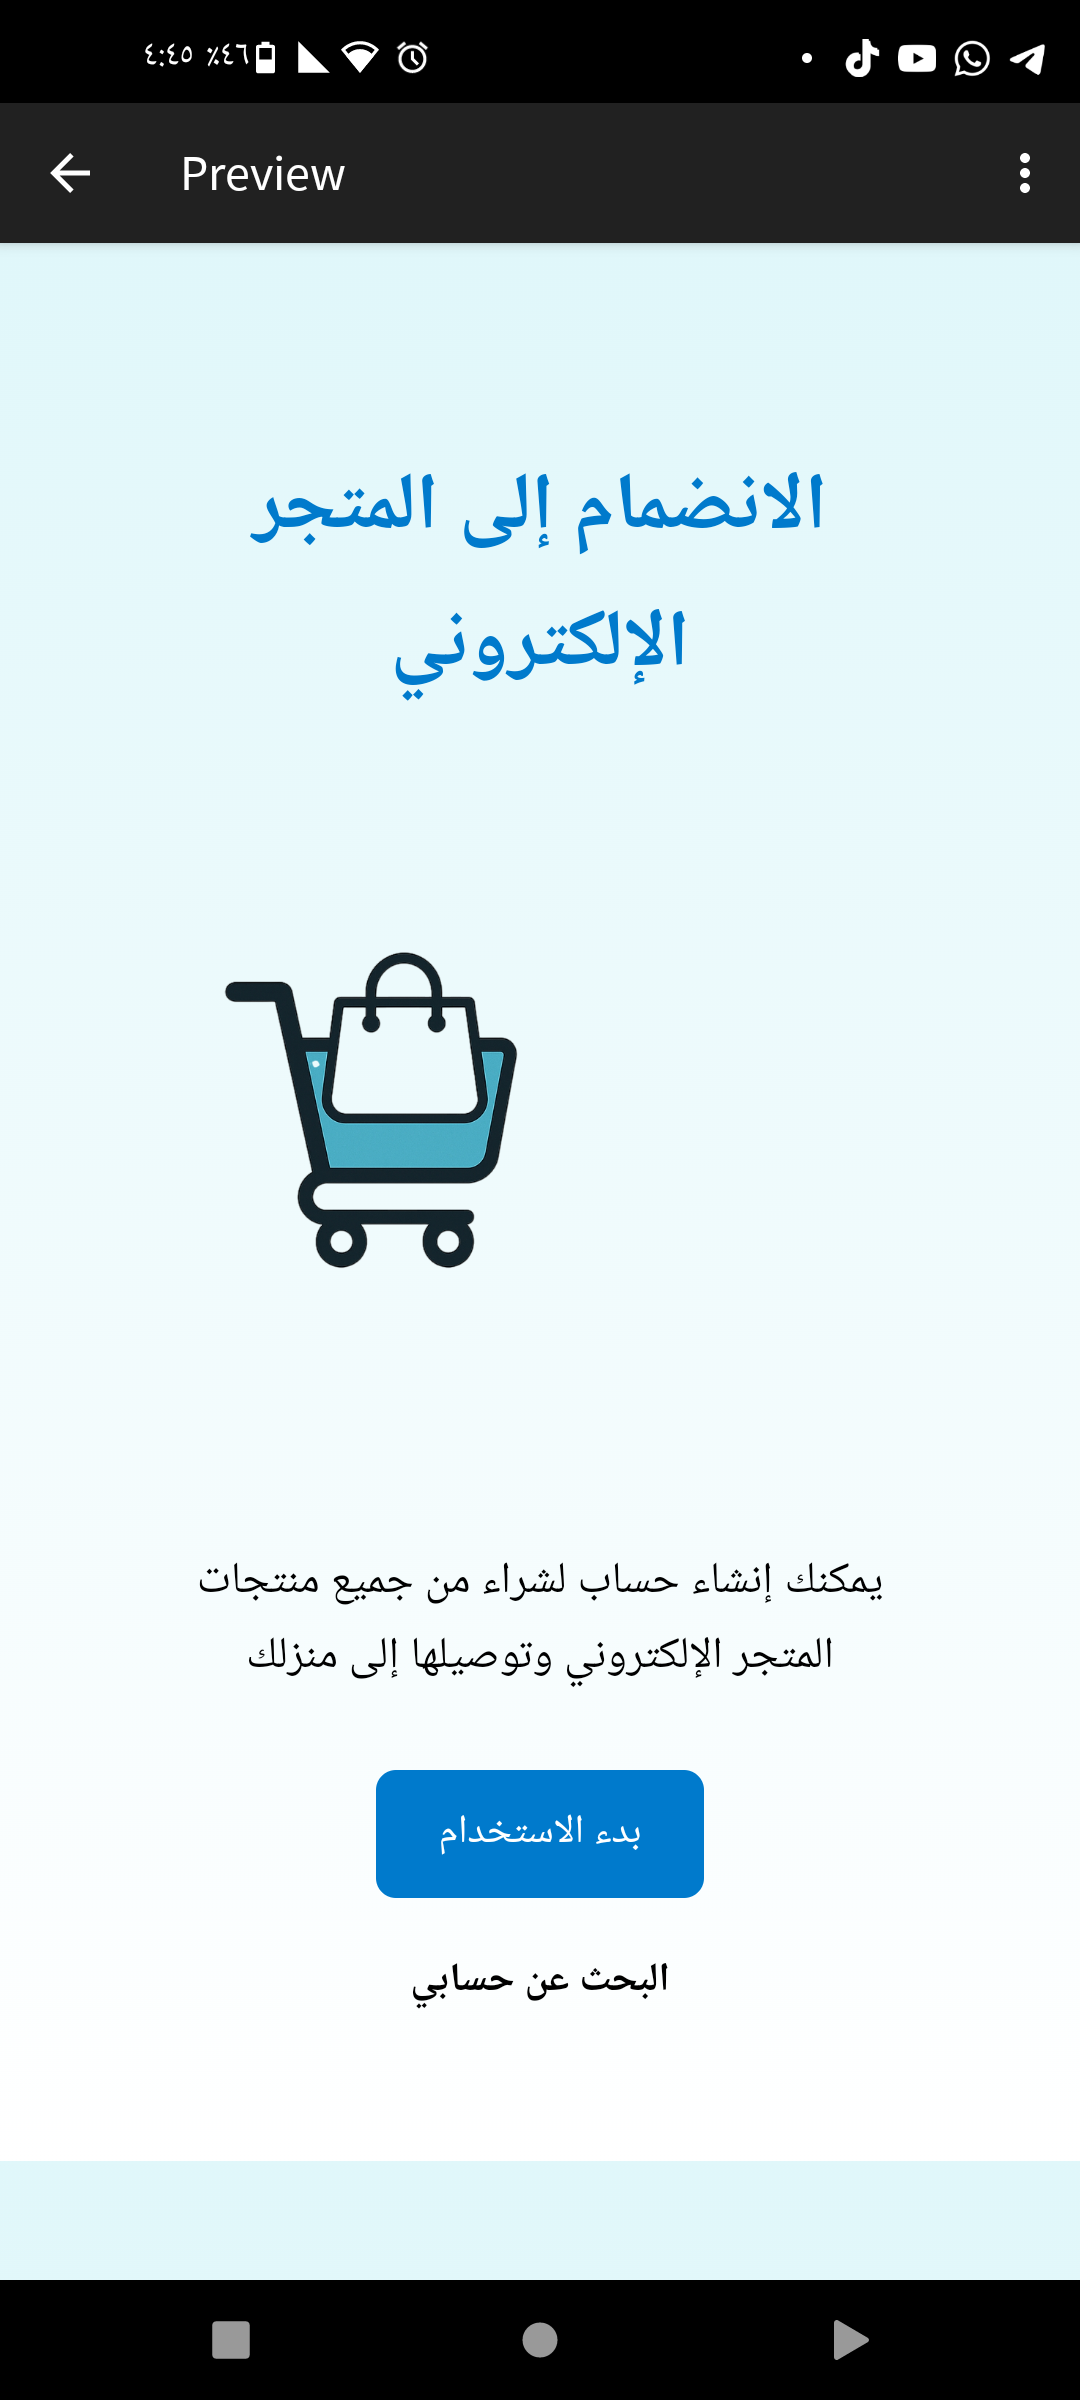 ٤:٤٥ ٪٤٦
Preview
الانضمام إلى المتجر
الإلكتروني
يمكنك إنشاء حساب لشراء من جميع منتجات
المتجر الإلكتروني وتوصيلها إلى منزلك
بدء الاستخدام
البحث عن حسابي